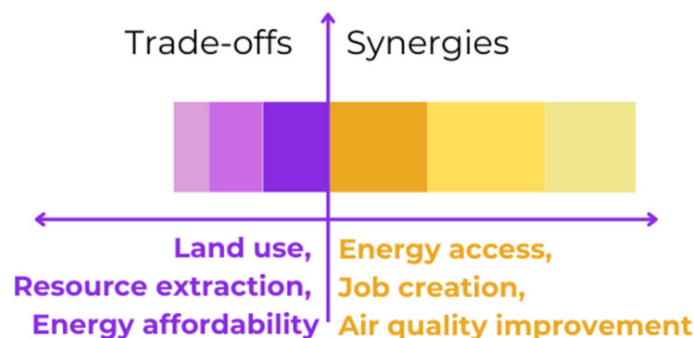 Trade-offs
Synergies
Land use,
Resource extraction,
Energy affordability
Energy access,
Job creation,
Air quality improvement